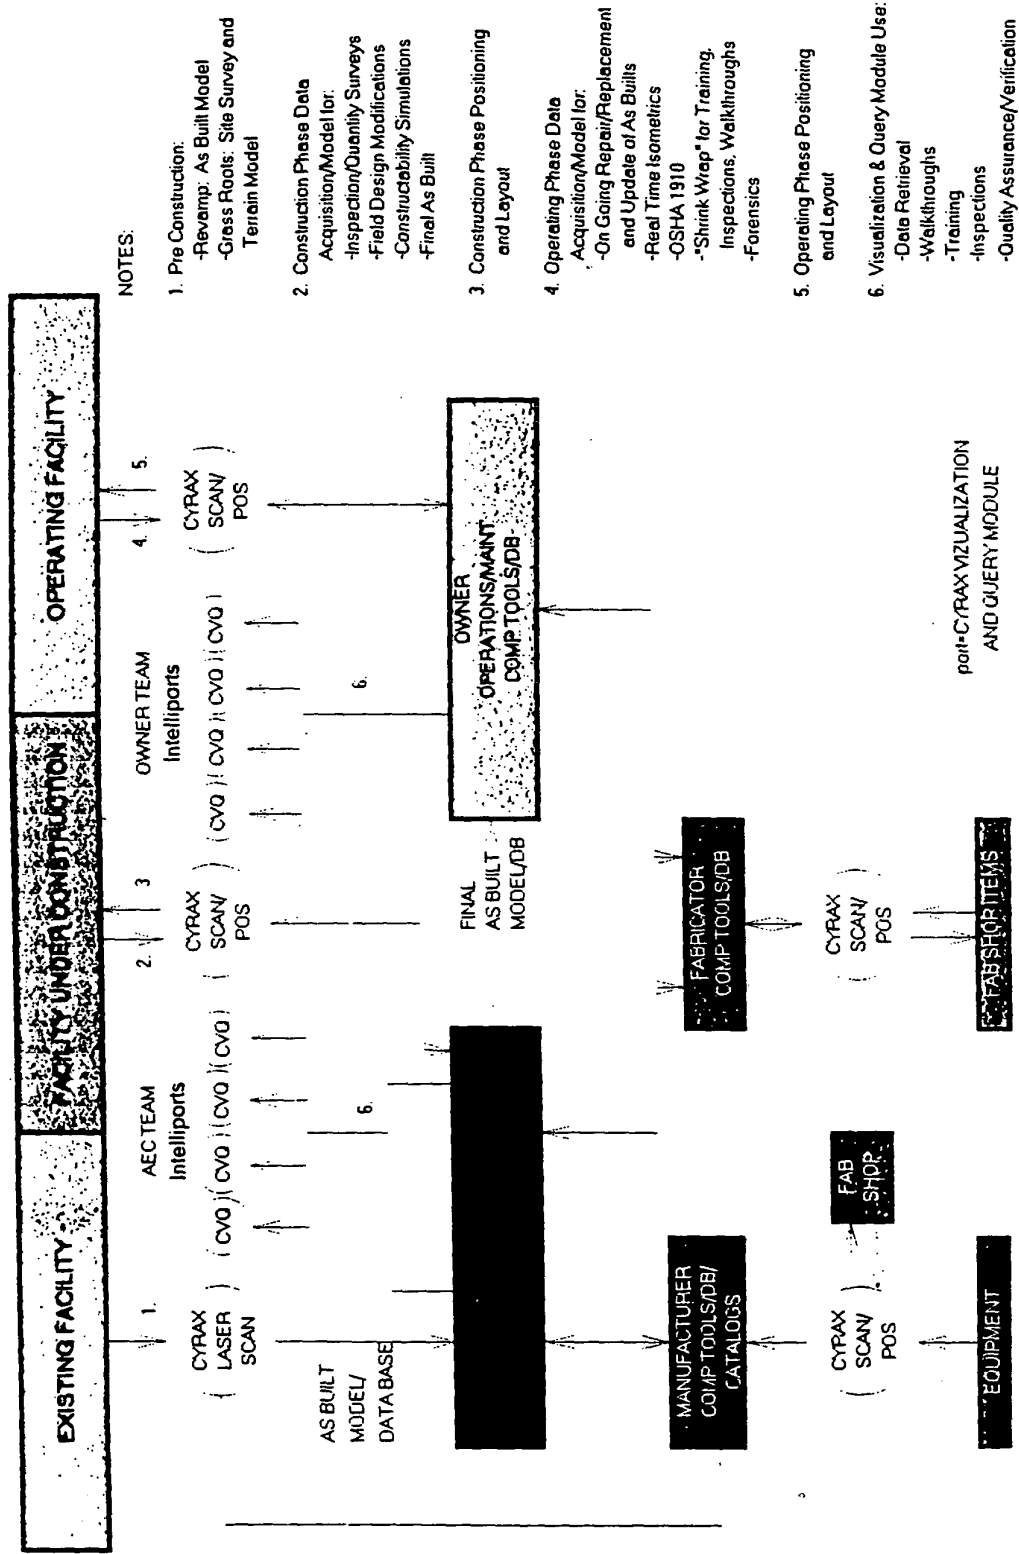 EXISTING FACILITY
FACILITY UNDER CONSTRUCTION
OPERATING FACILITY
1.
AEC TEAM
Intelliports
2.
3
OWNER TEAM
Intelliports
4.
5.
CYRAX
( LASER )
SCAN
( CVQ )( CVQ )( CVQ )( CVQ )
CYRAX
( SCAN/ )
POS
( CVQ )( CVQ )( CVQ )( CVQ )
CYRAX
( SCAN/ )
POS
AS BUILT
MODEL/
DATA BASE
6.
6.
FINAL
AS BUILT
MODEL/DB
OWNER
OPERATIONS/MAINT
COMP TOOLS/DB
MANUFACTURER
COMP TOOLS/DB/
CATALOGS
FABRICATOR
COMP TOOLS/DB
CYRAX
( SCAN/ )
POS
FAB
SHOP
CYRAX
( SCAN/ )
POS
EQUIPMENT
FAB SHOP ITEMS
port=CYRAX VIZUALIZATION
AND QUERY MODULE
NOTES:
1. Pre Construction:
-Revamp: As Built Model
-Grass Roots: Site Survey and
Terrain Model
2. Construction Phase Data
Acquisition/Model for:
-Inspection/Quantity Surveys
-Field Design Modifications
-Constructability Simulations
-Final As Built
3. Construction Phase Positioning
and Layout
4. Operating Phase Data
Acquisition/Model for:
-On Going Repair/Replacement
and Update of As Builts
-Real Time Isometrics
-OSHA 1910
-"Shrink Wrap" for Training,
Inspections, Walkthroughs
-Forensics
5. Operating Phase Positioning
and Layout
6. Visualization & Query Module Use:
-Data Retrieval
-Walkthroughs
-Training
-Inspections
-Quality Assurance/Verification